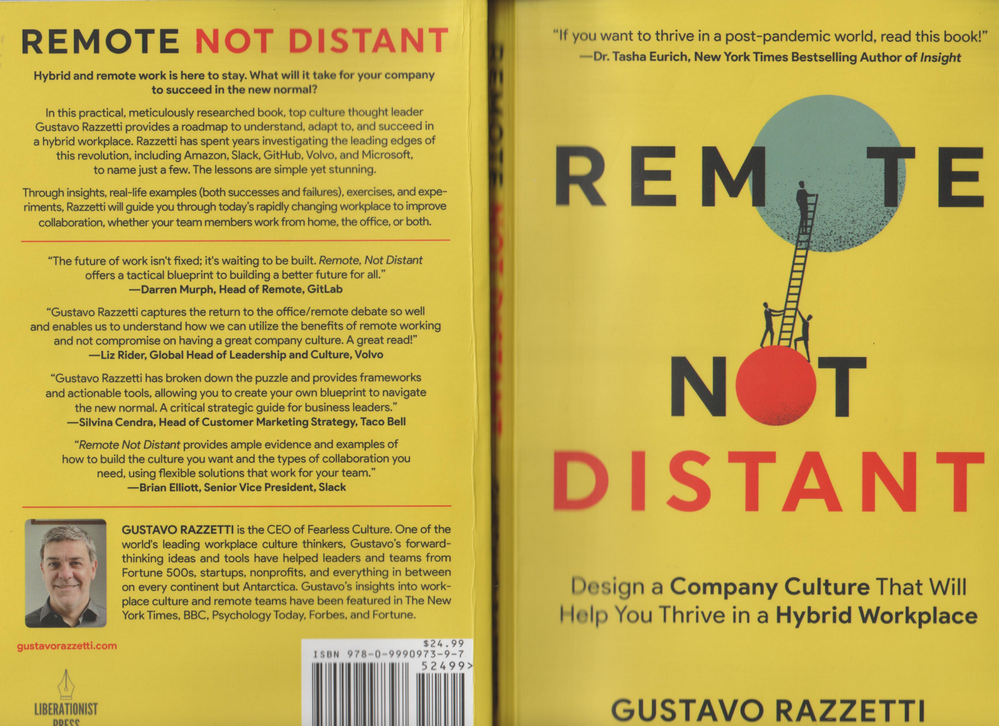 REMOTE NOT DISTANT
Hybrid and remote work is here to stay. What will it take for your company
to succeed in the new normal?
In this practical, meticulously researched book, top culture thought leader
Gustavo Razzetti provides a roadmap to understand, adapt to, and succeed in
a hybrid workplace. Razzetti has spent years investigating the leading edges of
this revolution, including Amazon, Slack, GitHub, Volvo, and Microsoft,
to name just a few. The lessons are simple yet stunning.
Through insights, real-life examples (both successes and failures), exercises, and expe-
riments, Razzetti will guide you through today's rapidly changing workplace to improve
collaboration, whether your team members work from home, the office, or both.
“The future of work isn't fixed; it's waiting to be built. Remote, Not Distant
offers a tactical blueprint to building a better future for all.”
—Darren Murph, Head of Remote, GitLab
“Gustavo Razzetti captures the return to the office/remote debate so well
and enables us to understand how we can utilize the benefits of remote working
and not compromise on having a great company culture. A great read!”
—Liz Rider, Global Head of Leadership and Culture, Volvo
“Gustavo Razzetti has broken down the puzzle and provides frameworks
and actionable tools, allowing you to create your own blueprint to navigate
the new normal. A critical strategic guide for business leaders.”
—Silvina Cendra, Head of Customer Marketing Strategy, Taco Bell
“Remote Not Distant provides ample evidence and examples of
how to build the culture you want and the types of collaboration you
need, using flexible solutions that work for your team.”
—Brian Elliott, Senior Vice President, Slack
GUSTAVO RAZZETTI is the CEO of Fearless Culture. One of the
world's leading workplace culture thinkers, Gustavo's forward-
thinking ideas and tools have helped leaders and teams from
Fortune 500s, startups, nonprofits, and everything in between
on every continent but Antarctica. Gustavo's insights into work-
place culture and remote teams have been featured in The New
York Times, BBC, Psychology Today, Forbes, and Fortune.
gustavorazzetti.com
LIBERATIONIST
PRESS
$24.99
ISBN 978-0-9990973-9-7
52499>
REMOTE NOT DISTANT
“If you want to thrive in a post-pandemic world, read this book!”
—Dr. Tasha Eurich, New York Times Bestselling Author of Insight
REMOTE
NOT
DISTANT
Design a Company Culture That Will
Help You Thrive in a Hybrid Workplace
GUSTAVO RAZZETTI